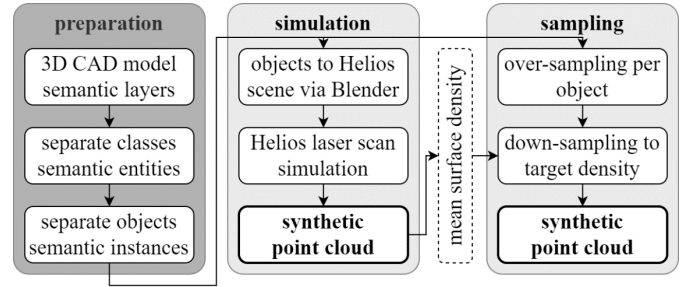 preparation
3D CAD model
semantic layers
separate classes
semantic entities
separate objects
semantic instances
simulation
objects to Helios
scene via Blender
Helios laser scan
simulation
synthetic
point cloud
mean surface density
sampling
over-sampling per
object
down-sampling to
target density
synthetic
point cloud